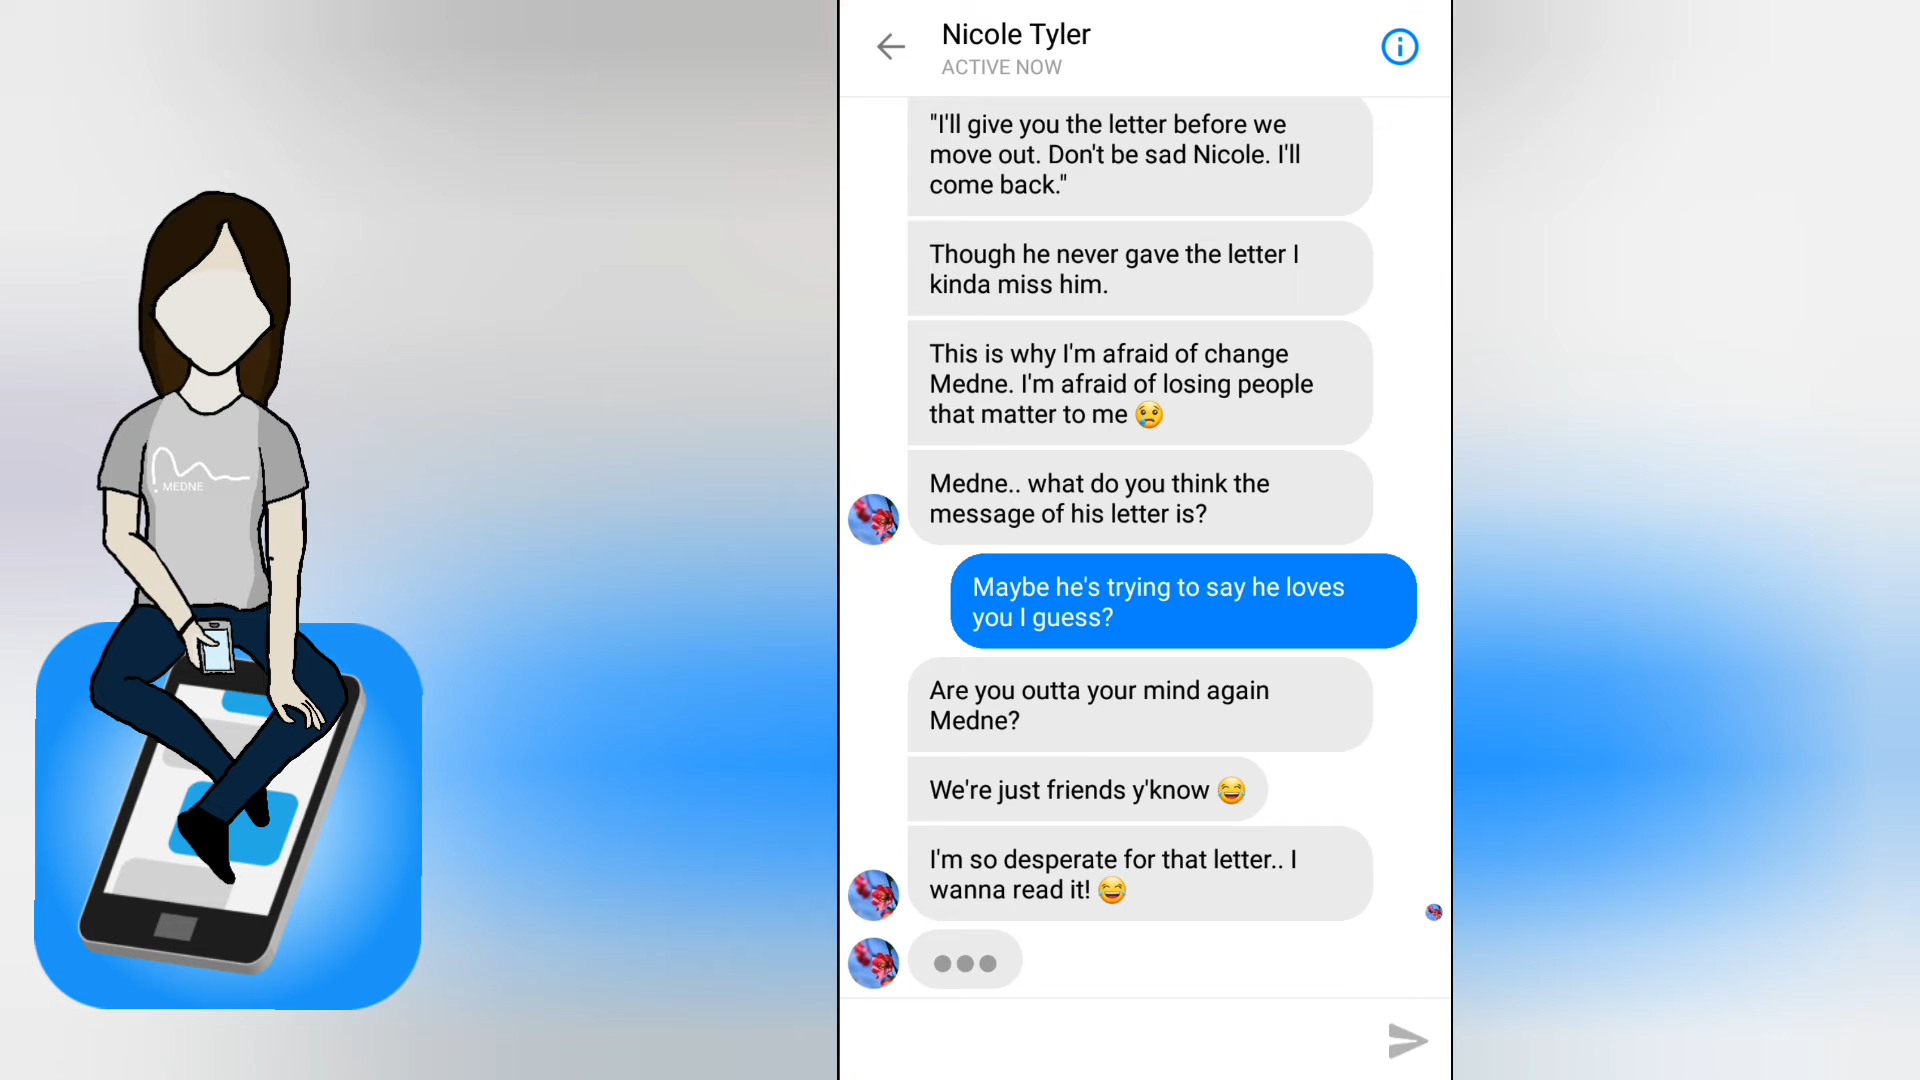 Nicole Tyler
ACTIVE NOW
"I'll give you the letter before we
move out. Don't be sad Nicole. I'll
come back."
Though he never gave the letter I
kinda miss him.
This is why I'm afraid of change
Medne. I'm afraid of losing people
that matter to me 😢
Medne.. what do you think the
message of his letter is?
Maybe he's trying to say he loves
you I guess?
Are you outta your mind again
Medne?
We're just friends y'know 😂
I'm so desperate for that letter.. I
wanna read it! 😂
MEDNE